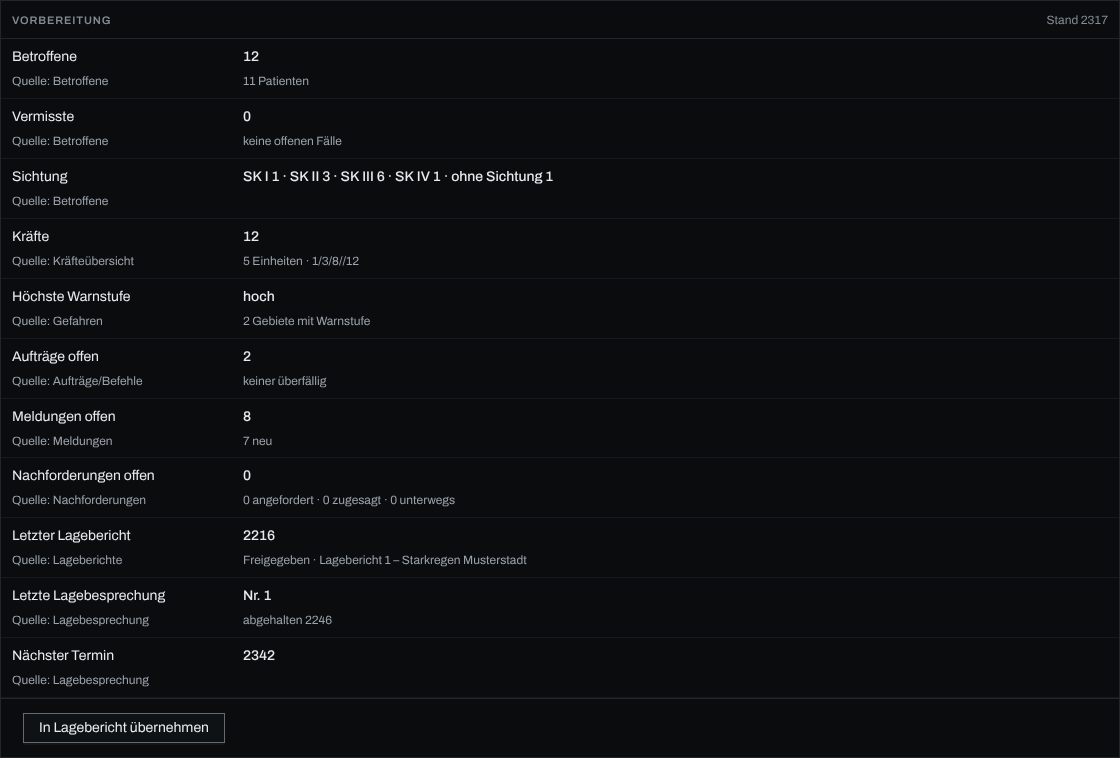 VORBEREITUNG Stand 2317
Betroffene 12
Quelle: Betroffene 11 Patienten
Vermisste 0
Quelle: Betroffene keine offenen Fälle
Sichtung SK I 1 · SK II 3 · SK III 6 · SK IV 1 · ohne Sichtung 1
Quelle: Betroffene
Kräfte 12
Quelle: Kräfteübersicht 5 Einheiten · 1/3/8//12
Höchste Warnstufe hoch
Quelle: Gefahren 2 Gebiete mit Warnstufe
Aufträge offen 2
Quelle: Aufträge/Befehle keiner überfällig
Meldungen offen 8
Quelle: Meldungen 7 neu
Nachforderungen offen 0
Quelle: Nachforderungen 0 angefordert · 0 zugesagt · 0 unterwegs
Letzter Lagebericht 2216
Quelle: Lageberichte Freigegeben · Lagebericht 1 – Starkregen Musterstadt
Letzte Lagebesprechung Nr. 1
Quelle: Lagebesprechung abgehalten 2246
Nächster Termin 2342
Quelle: Lagebesprechung
In Lagebericht übernehmen